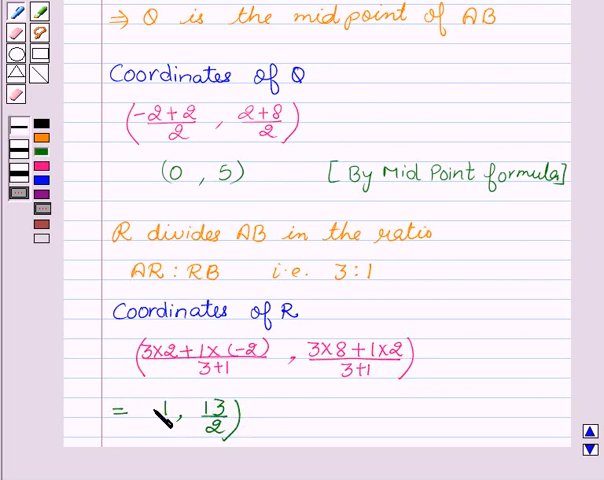 ⇒ Q is the mid point of AB
Coordinates of Q
(-2+2/2 , 2+8/2)
(0 , 5) [By Mid Point formula]
R divides AB in the ratio
AR : RB i.e. 3 : 1
Coordinates of R
(3×2+1×(-2)/3+1 , 3×8+1×2/3+1)
= 1, 13/2)